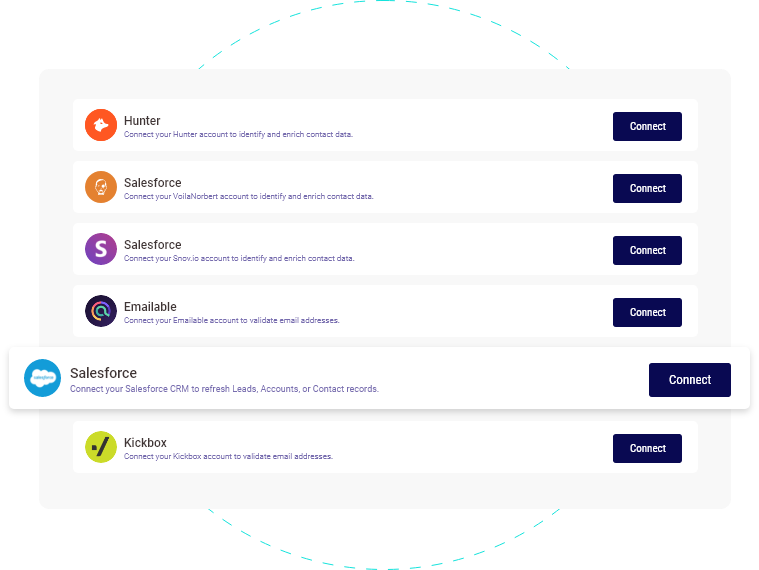 Hunter
Connect your Hunter account to identify and enrich contact data.
Connect
Salesforce
Connect your VoilaNorbert account to identify and enrich contact data.
Connect
Salesforce
Connect your Snov.io account to identify and enrich contact data.
Connect
S
Emailable
Connect your Emailable account to validate email addresses.
Connect
salesforce
Salesforce
Connect your Salesforce CRM to refresh Leads, Accounts, or Contact records.
Connect
Kickbox
Connect your Kickbox account to validate email addresses.
Connect